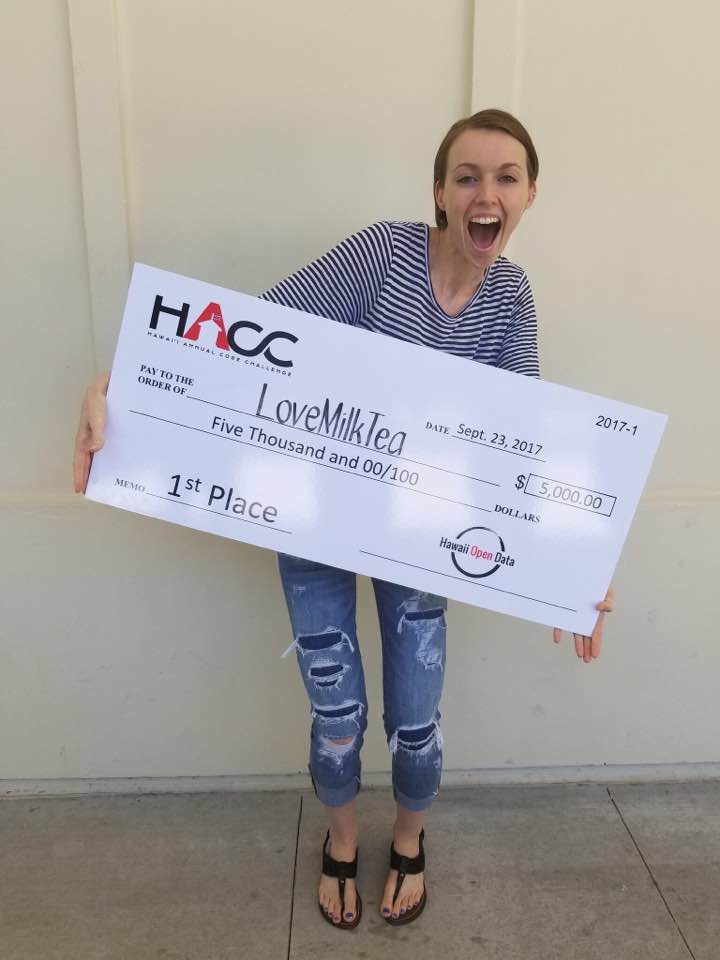 HACC
HAWAI'I ANNUAL CODE CHALLENGE
2017-1
PAY TO THE
ORDER OF
LoveMilkTea
DATE Sept. 23, 2017
Five Thousand and 00/100
DOLLARS
$ 5,000.00
MEMO 1st Place
Hawaii Open Data